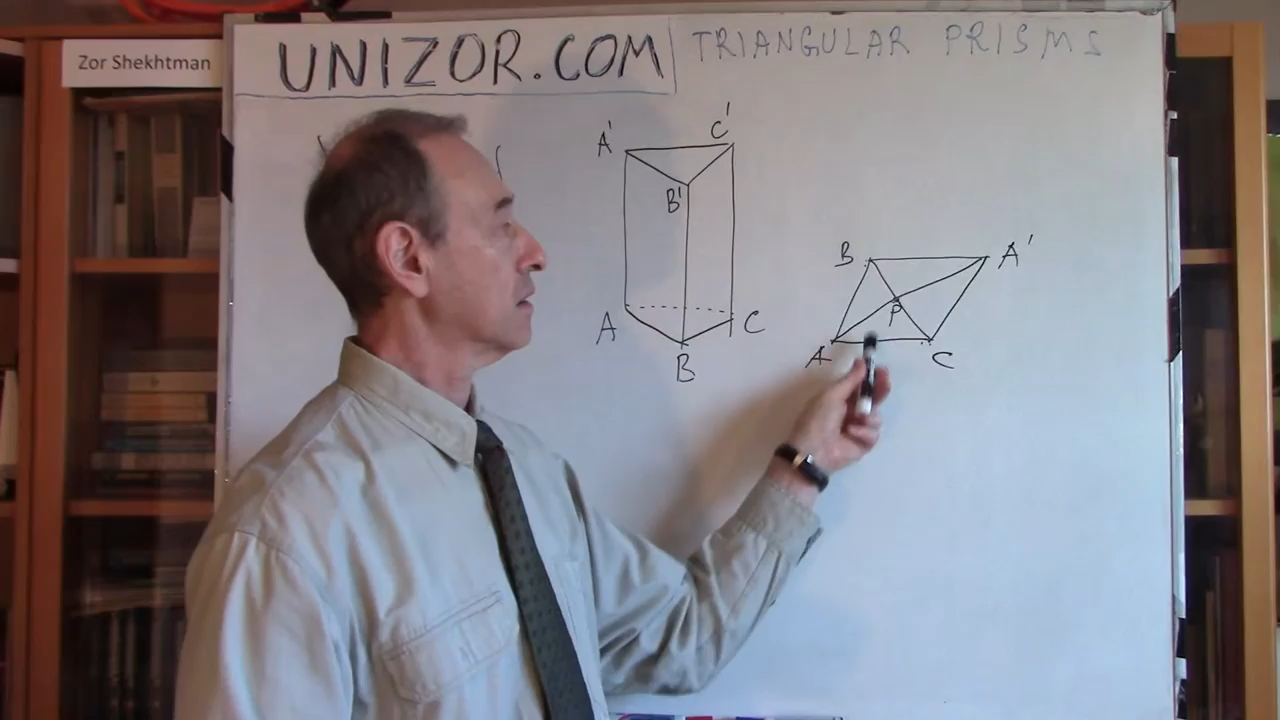 Zor Shekhtman
UNIZOR.COM
TRIANGULAR PRISMS
A' C'
B'
A C
B
B A'
P
A C